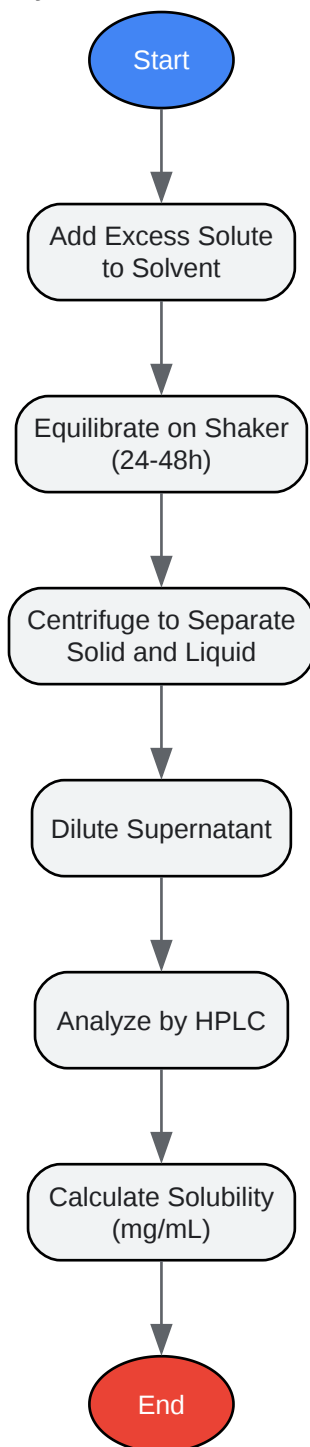 Start
Add Excess Solute
to Solvent
Equilibrate on Shaker
(24-48h)
Centrifuge to Separate
Solid and Liquid
Dilute Supernatant
Analyze by HPLC
Calculate Solubility
(mg/mL)
End